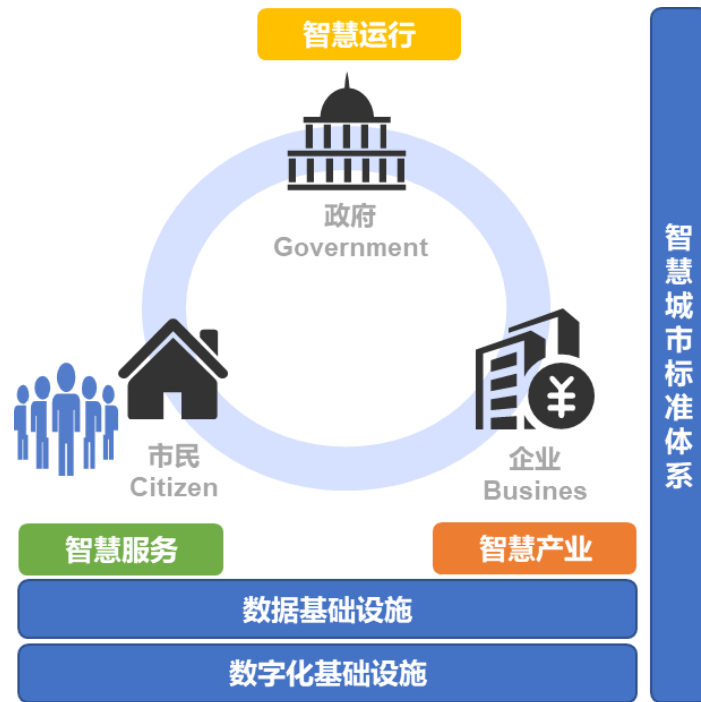 智慧运行
政府
Government
市民
Citizen
企业
Busines
智慧服务
智慧产业
数据基础设施
数字化基础设施
智慧城市标准体系